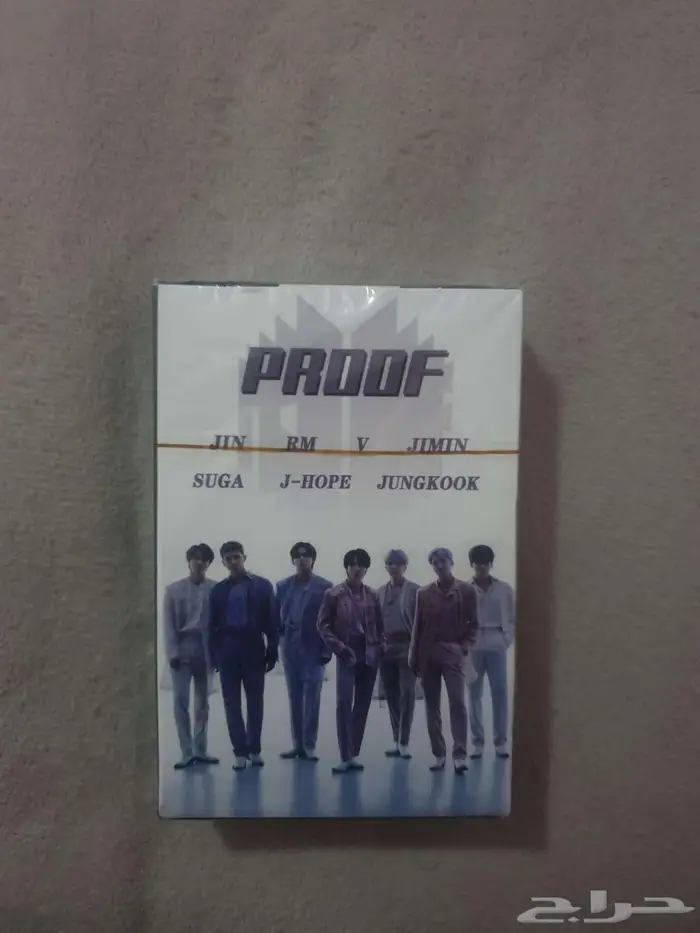 PROOF
JIN RM V JIMIN
SUGA J-HOPE JUNGKOOK
حراج